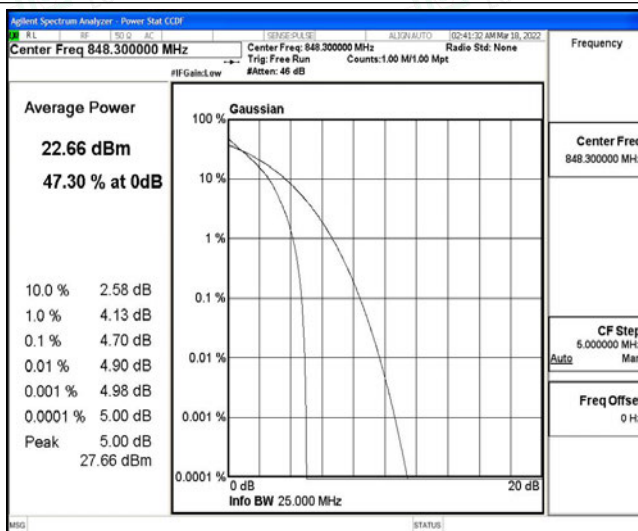 Agilent Spectrum Analyzer - Power Stat CCDF
RL RF 50 Ω AC SENSE:PULSE ALIGN AUTO 02:41:32 AM Mar 18, 2022
Center Freq 848.300000 MHz
Center Freq: 848.300000 MHz Radio Std: None
Trig: Free Run Counts:1.00 M/1.00 Mpt
#IFGain:Low #Atten: 46 dB
Frequency
Average Power
22.66 dBm
47.30 % at 0dB
10.0 % 2.58 dB
1.0 % 4.13 dB
0.1 % 4.70 dB
0.01 % 4.90 dB
0.001 % 4.98 dB
0.0001 % 5.00 dB
Peak 5.00 dB
27.66 dBm
Gaussian
100 %
10 %
1 %
0.1 %
0.01 %
0.001 %
0.0001 %
0 dB 20 dB
Info BW 25.000 MHz
Center Freq
848.300000 MHz
CF Step
5.000000 MHz
Auto Man
Freq Offset
0 Hz
MSG STATUS